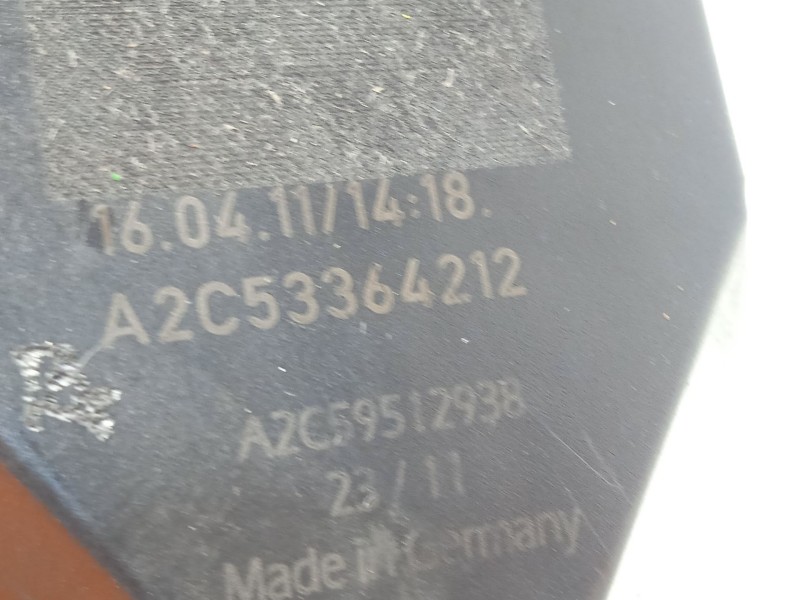 16.04.11/14:18.
A2C53364212
A2C59512938
23/11
Made in Germany